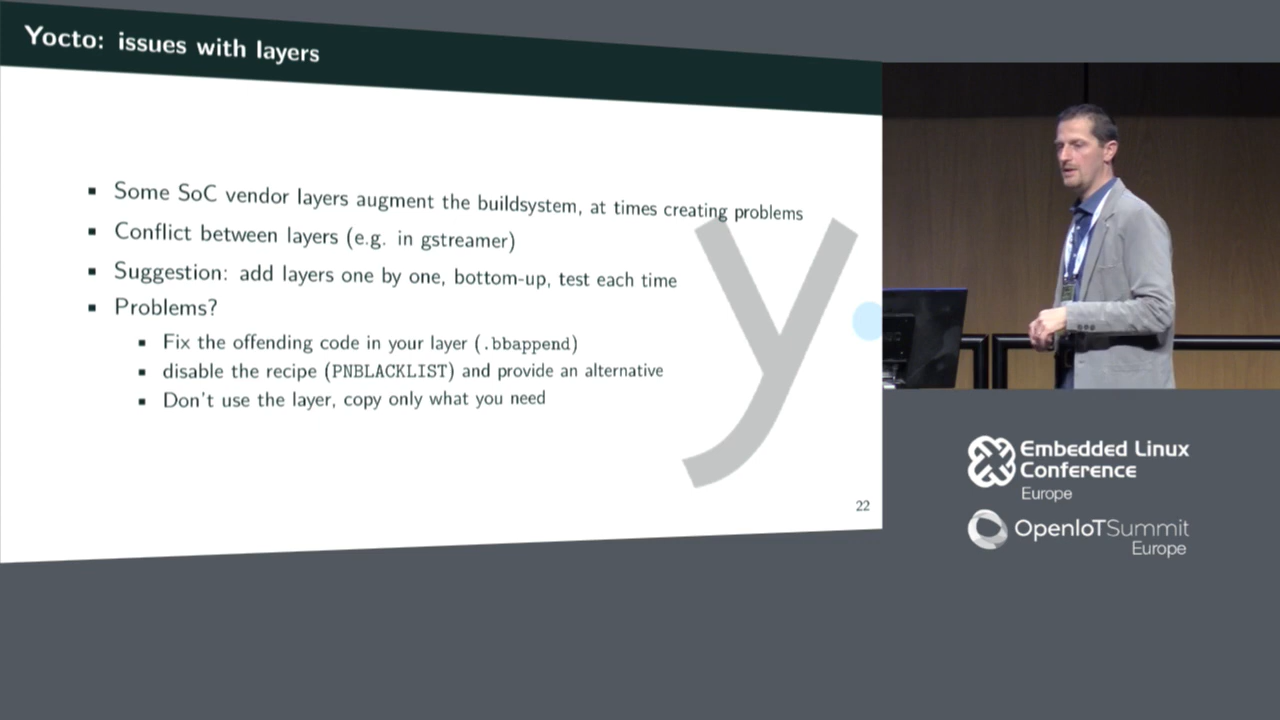 Yocto: issues with layers
Some SoC vendor layers augment the buildsystem, at times creating problems
Conflict between layers (e.g. in gstreamer)
Suggestion: add layers one by one, bottom-up, test each time
Problems?
Fix the offending code in your layer (.bbappend)
disable the recipe (PNBLACKLIST) and provide an alternative
Don't use the layer, copy only what you need
y
22
Embedded Linux
Conference
Europe
OpenIoTSummit
Europe